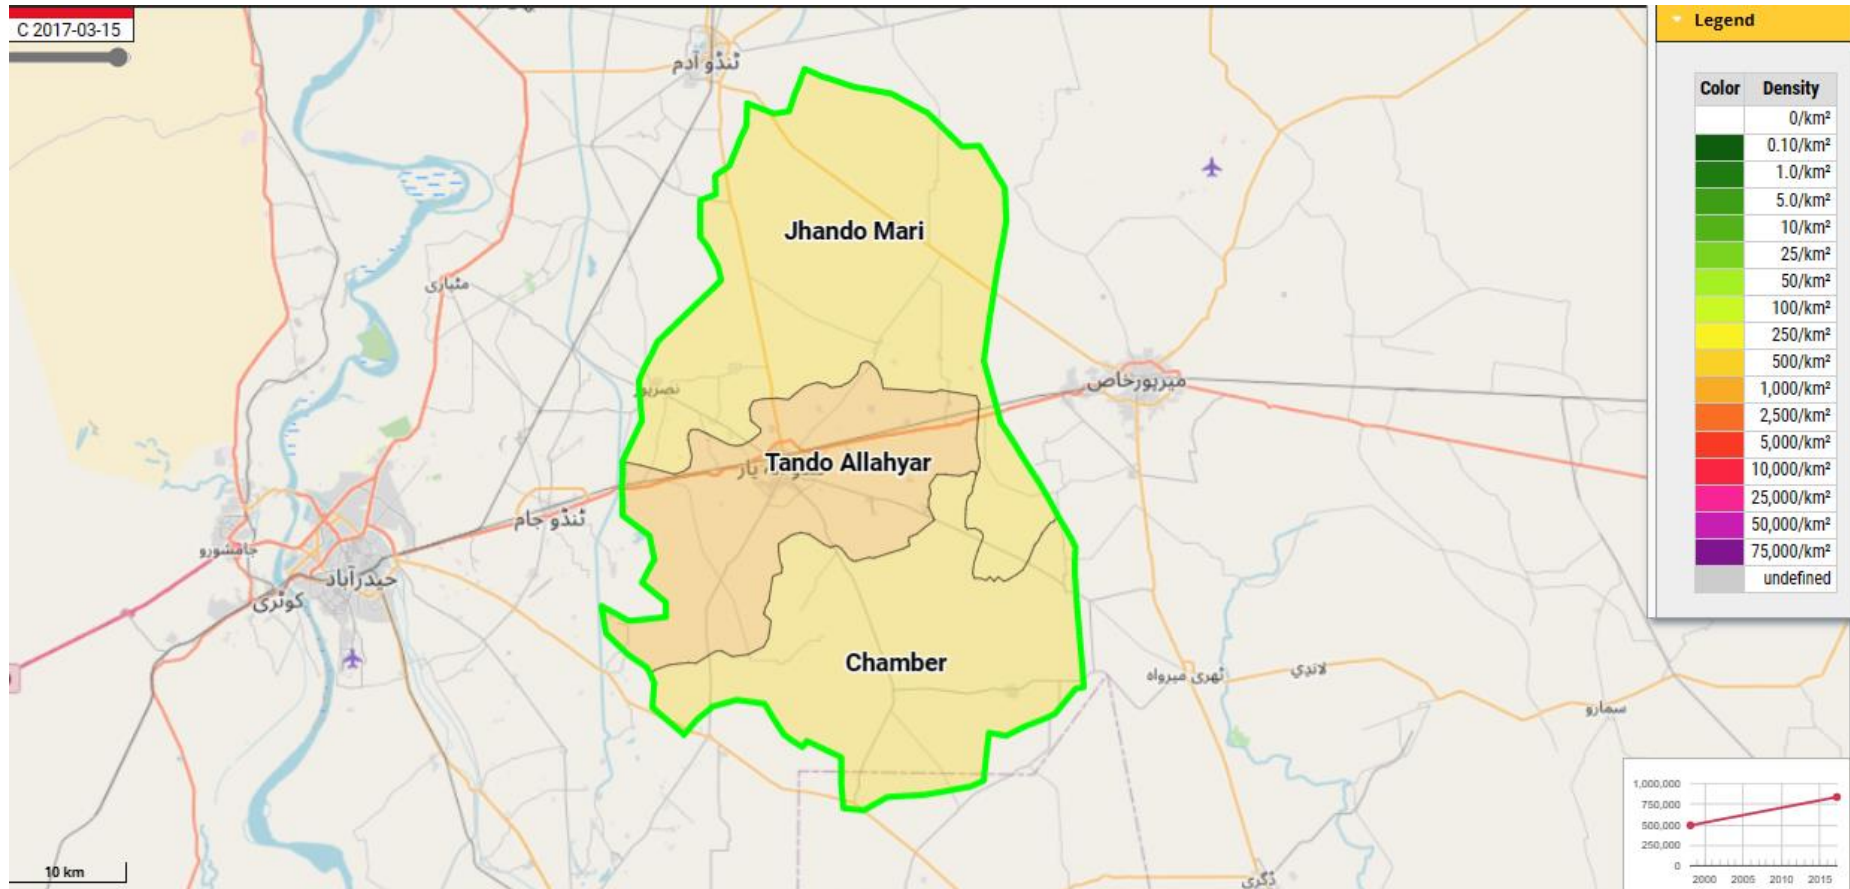 C 2017-03-15
ٹنڈو آدم
Jhando Mari
مٹیاری
نصرپور
میرپورخاص
Tando Allahyar
یار
ٹنڈو جام
جامشورو
حیدرآباد
کوٹری
Chamber
ٹھری میرواہ
لانڊي
سمارو
ڈگری
10 km
Legend
Color Density
0/km²
0.10/km²
1.0/km²
5.0/km²
10/km²
25/km²
50/km²
100/km²
250/km²
500/km²
1,000/km²
2,500/km²
5,000/km²
10,000/km²
25,000/km²
50,000/km²
75,000/km²
undefined
1,000,000
750,000
500,000
250,000
0
2000 2005 2010 2015